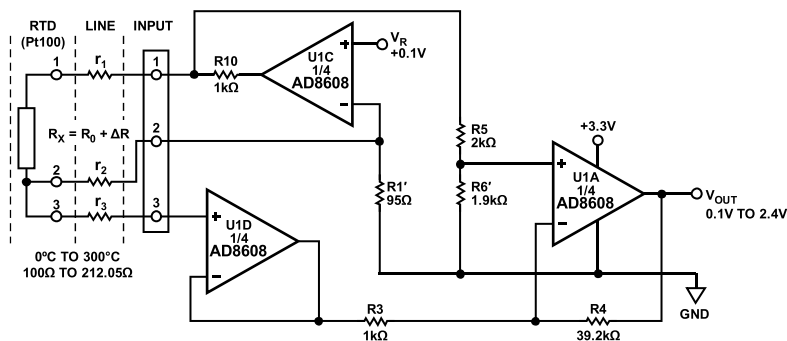 RTD
(Pt100)
LINE
INPUT
1
r1
1
R10
1kΩ
U1C
1/4
AD8608
+
−
VR
+0.1V
RX = R0 + ΔR
2
r2
2
3
r3
3
0ºC TO 300°C
100Ω TO 212.05Ω
+
U1D
1/4
AD8608
−
R1′
95Ω
R5
2kΩ
R6′
1.9kΩ
+3.3V
+
U1A
1/4
AD8608
−
VOUT
0.1V TO 2.4V
GND
R3
1kΩ
R4
39.2kΩ